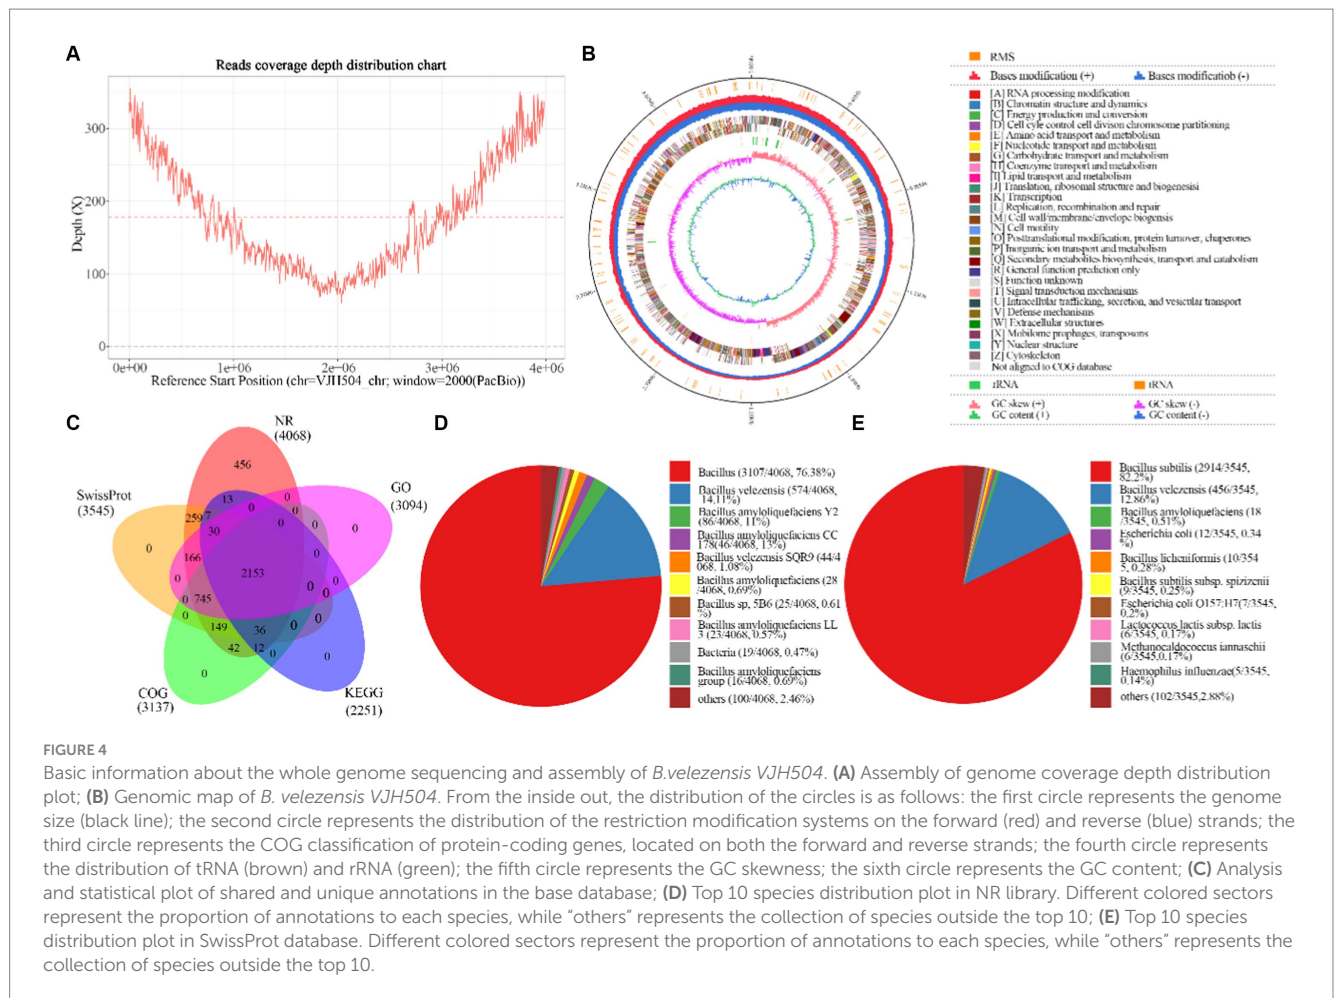 A
Reads coverage depth distribution chart
Depth (X)
300
200
100
0
0e+00
1e+06
2e+06
3e+06
4e+06
Reference Start Position (chr=VJH504_chr; window=2000(PacBio))
B
RMS
Bases modification (+)
Bases modificatiob (-)
[A] RNA processing modification
[B] Chromatin structure and dynamics
[C] Energy production and conversion
[D] Cell cyle control cell divison chromosome partitioning
[E] Amino acid transport and metabolism
[F] Nucleotide transport and metabolism
[G] Carbohydrate transport and metabolism
[H] Coenzyme transport and metabolism
[I] Lipid transport and metabolism
[J] Translation, ribosomal structure and biogenesisi
[K] Transcription
[L] Replication, recombination and repair
[M] Cell wall/membrane/envelope biogensis
[N] Cell motility
[O] Posttranslational modification, protein turnover, chaperones
[P] Inorganic ion transport and metabolism
[Q] Secondary metabolites biosynthesis, transport and catabolism
[R] General function prediction only
[S] Function unknown
[T] Signal transduction mechanisms
[U] Intracellular trafficking, secretion, and vesicular transport
[V] Defense mechanisms
[W] Extracellular structures
[X] Mobilome prophages, transposons
[Y] Nuclear structure
[Z] Cytoskeleton
Not aligned to COG database
rRNA
tRNA
GC skew (+)
GC skew (-)
GC cotent (+)
GC content (-)
C
NR
(4068)
SwissProt
(3545)
GO
(3094)
COG
(3137)
KEGG
(2251)
456
13
0
0
259
7
0
30
0
0
0
0
166
0
2153
0
0
0
745
0
0
0
149
36
0
0
42
12
0
0
0
D
Bacillus (3107/4068, 76.38%)
Bacillus velezensis (574/4068,
14,11%)
Bacillus amyloliquefaciens Y2
(86/4068, 11%)
Bacillus amyloliquefaciens CC
178(46/4068, 13%)
Bacillus velezensis SQR9 (44/4
068, 1.08%)
Bacillus amyloliquefaciens (28
/4068, 0,69%)
Bacillus sp, 5B6 (25/4068, 0.61
%)
Bacillus amyloliquefaciens LL
3 (23/4068, 0.57%)
Bacteria (19/4068, 0.47%)
Bacillus amyloliquefaciens
group (16/4068, 0.69%)
others (100/4068, 2.46%)
E
Bacillus subtilis (2914/3545,
82.2%)
Bacillus velezensis (456/3545,
12.86%)
Bacillus amyloliquefaciens (18
/3545, 0.51%)
Escherichia coli (12/3545, 0.34
%)
Bacillus licheniformis (10/354
5, 0.28%)
Bacillus subtilis subsp. spizizenii
(9/3545, 0.25%)
Escherichia coli O157:H7(7/3545,
0.2%)
Lactococcus lactis subsp. lactis
(6/3545, 0.17%)
Methanocaldococcus jannaschii
(6/3545,0.17%)
Haemophilus influenzae(5/3545,
0.14%)
others (102/3545,2.88%)
FIGURE 4
Basic information about the whole genome sequencing and assembly of B.velezensis VJH504. (A) Assembly of genome coverage depth distribution
plot; (B) Genomic map of B. velezensis VJH504. From the inside out, the distribution of the circles is as follows: the first circle represents the genome
size (black line); the second circle represents the distribution of the restriction modification systems on the forward (red) and reverse (blue) strands; the
third circle represents the COG classification of protein-coding genes, located on both the forward and reverse strands; the fourth circle represents
the distribution of tRNA (brown) and rRNA (green); the fifth circle represents the GC skewness; the sixth circle represents the GC content; (C) Analysis
and statistical plot of shared and unique annotations in the base database; (D) Top 10 species distribution plot in NR library. Different colored sectors
represent the proportion of annotations to each species, while "others" represents the collection of species outside the top 10; (E) Top 10 species
distribution plot in SwissProt database. Different colored sectors represent the proportion of annotations to each species, while "others" represents the
collection of species outside the top 10.